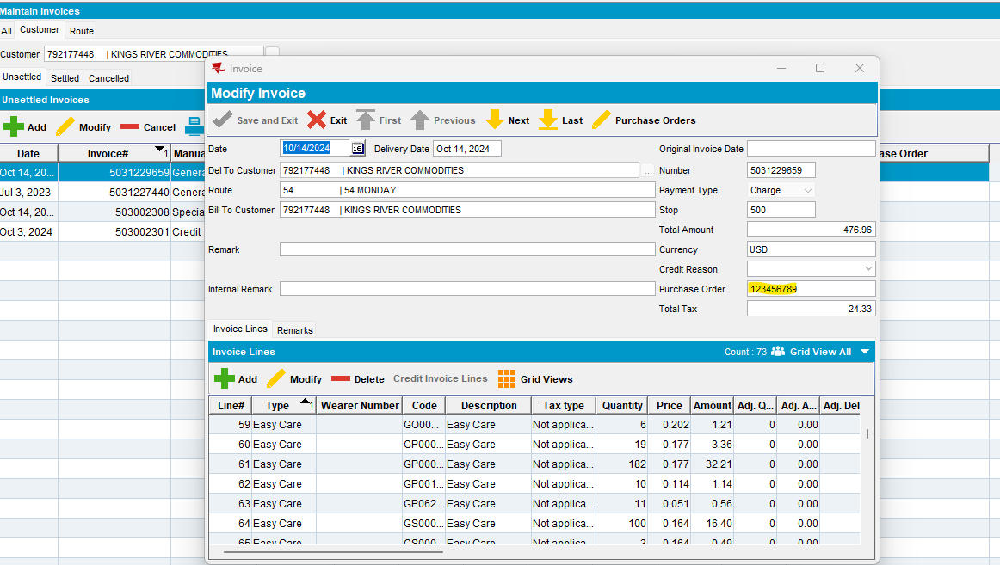 Maintain Invoices
All Customer Route
Customer 792177448 | KINGS RIVER COMMODITIES
Unsettled Settled Cancelled
Unsettled Invoices
Add Modify Cancel
Date Invoice# 1
Oct 14, 20... 5031229659
Jul 3, 2023 5031227440
Oct 14, 20... 503002308
Oct 3, 2024 503002301 Credit
Invoice
Modify Invoice
Save and Exit Exit First Previous Next Last Purchase Orders
Date 10/14/2024 16 Delivery Date Oct 14, 2024 Original Invoice Date
Del To Customer 792177448 | KINGS RIVER COMMODITIES ... Number 5031229659
Route 54 | 54 MONDAY Payment Type Charge
Bill To Customer 792177448 | KINGS RIVER COMMODITIES Stop 500
Total Amount 476.96
Remark Currency USD
Credit Reason
Internal Remark Purchase Order 123456789
Total Tax 24.33
Invoice Lines Remarks
Invoice Lines Count : 73 Grid View All
Add Modify Delete Credit Invoice Lines Grid Views
Line# Type 1 Wearer Number Code Description Tax type Quantity Price Amount Adj. Q... Adj. A... Adj. Del
59 Easy Care GO00... Easy Care Not applica... 6 0.202 1.21 0 0.00
60 Easy Care GP000... Easy Care Not applica... 19 0.177 3.36 0 0.00
61 Easy Care GP000... Easy Care Not applica... 182 0.177 32.21 0 0.00
62 Easy Care GP001... Easy Care Not applica... 10 0.114 1.14 0 0.00
63 Easy Care GP062... Easy Care Not applica... 11 0.051 0.56 0 0.00
64 Easy Care GS000... Easy Care Not applica... 100 0.164 16.40 0 0.00
65 Easy Care GS000... Easy Care Not applica... 3 0.164 0.49 0 0.00
Order